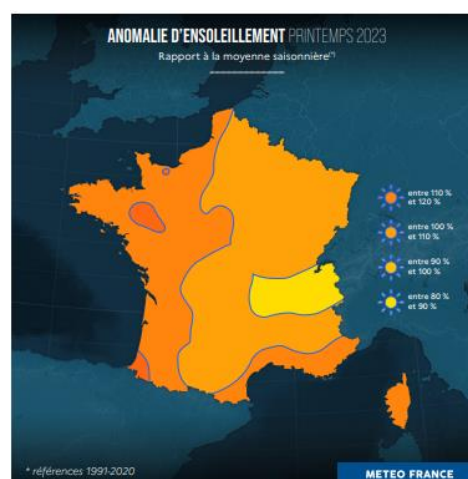 ANOMALIE D'ENSOLEILLEMENT PRINTEMPS 2023
Rapport à la moyenne saisonnière(*)
entre 110 %
et 120 %
entre 100 %
et 110 %
entre 90 %
et 100 %
entre 80 %
et 90 %
* références 1991-2020
METEO FRANCE